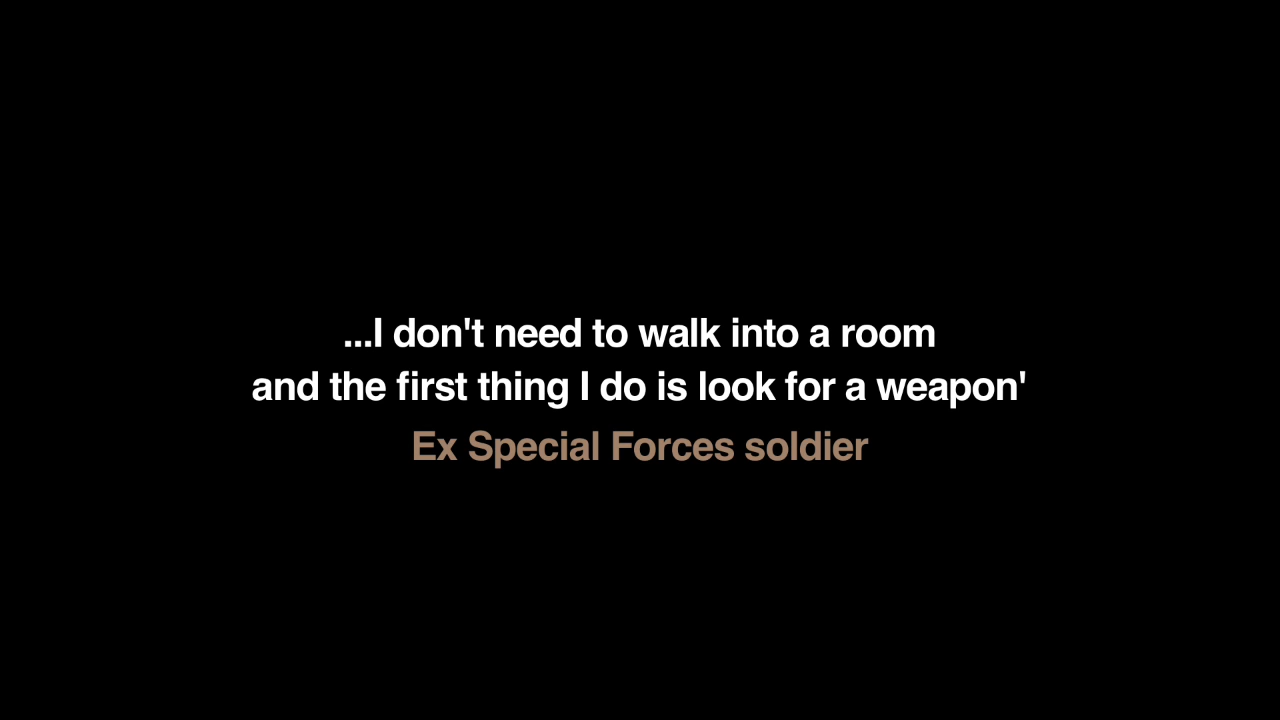 ...I don't need to walk into a room
and the first thing I do is look for a weapon'
Ex Special Forces soldier